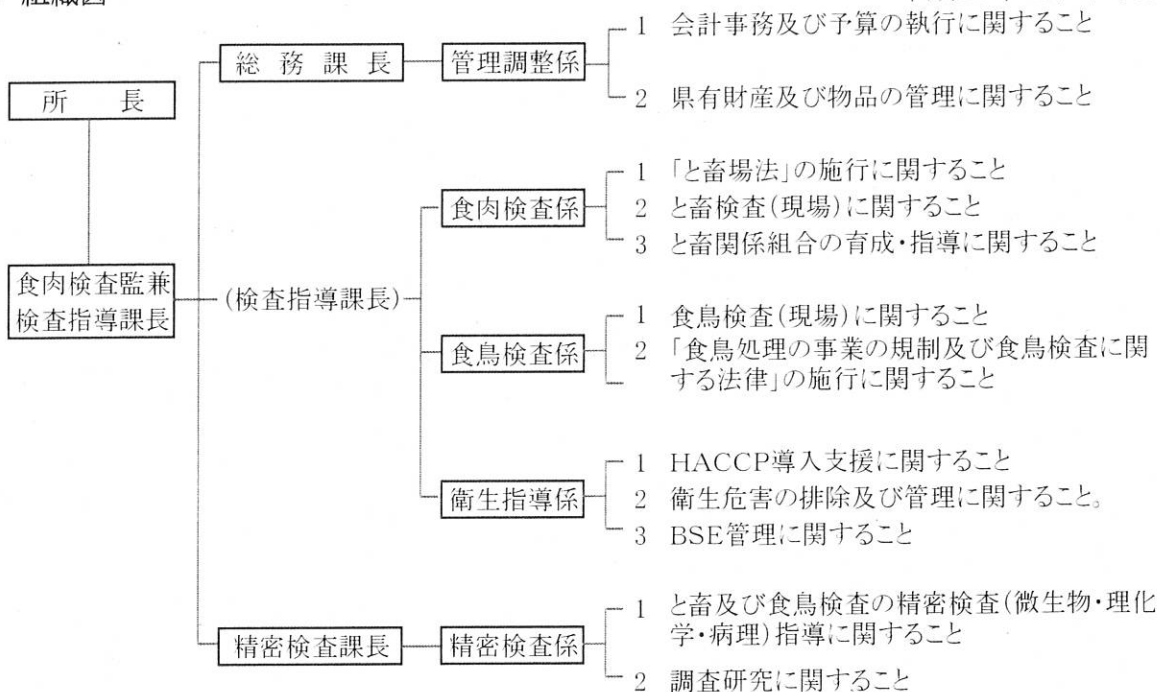 組織図
1 会計事務及び予算の執行に関すること
総務課長
管理調整係
所長
2 県有財産及び物品の管理に関すること
1 「と畜場法」の施行に関すること
食肉検査係
2 と畜検査(現場)に関すること
3 と畜関係組合の育成・指導に関すること
食肉検査監兼
検査指導課長
(検査指導課長)
1 食鳥検査(現場)に関すること
食鳥検査係
2 「食鳥処理の事業の規制及び食鳥検査に関
する法律」の施行に関すること
1 HACCP導入支援に関すること
衛生指導係
2 衛生危害の排除及び管理に関すること。
3 BSE管理に関すること
1 と畜及び食鳥検査の精密検査(微生物・理化
学・病理)指導に関すること
精密検査課長
精密検査係
2 調査研究に関すること